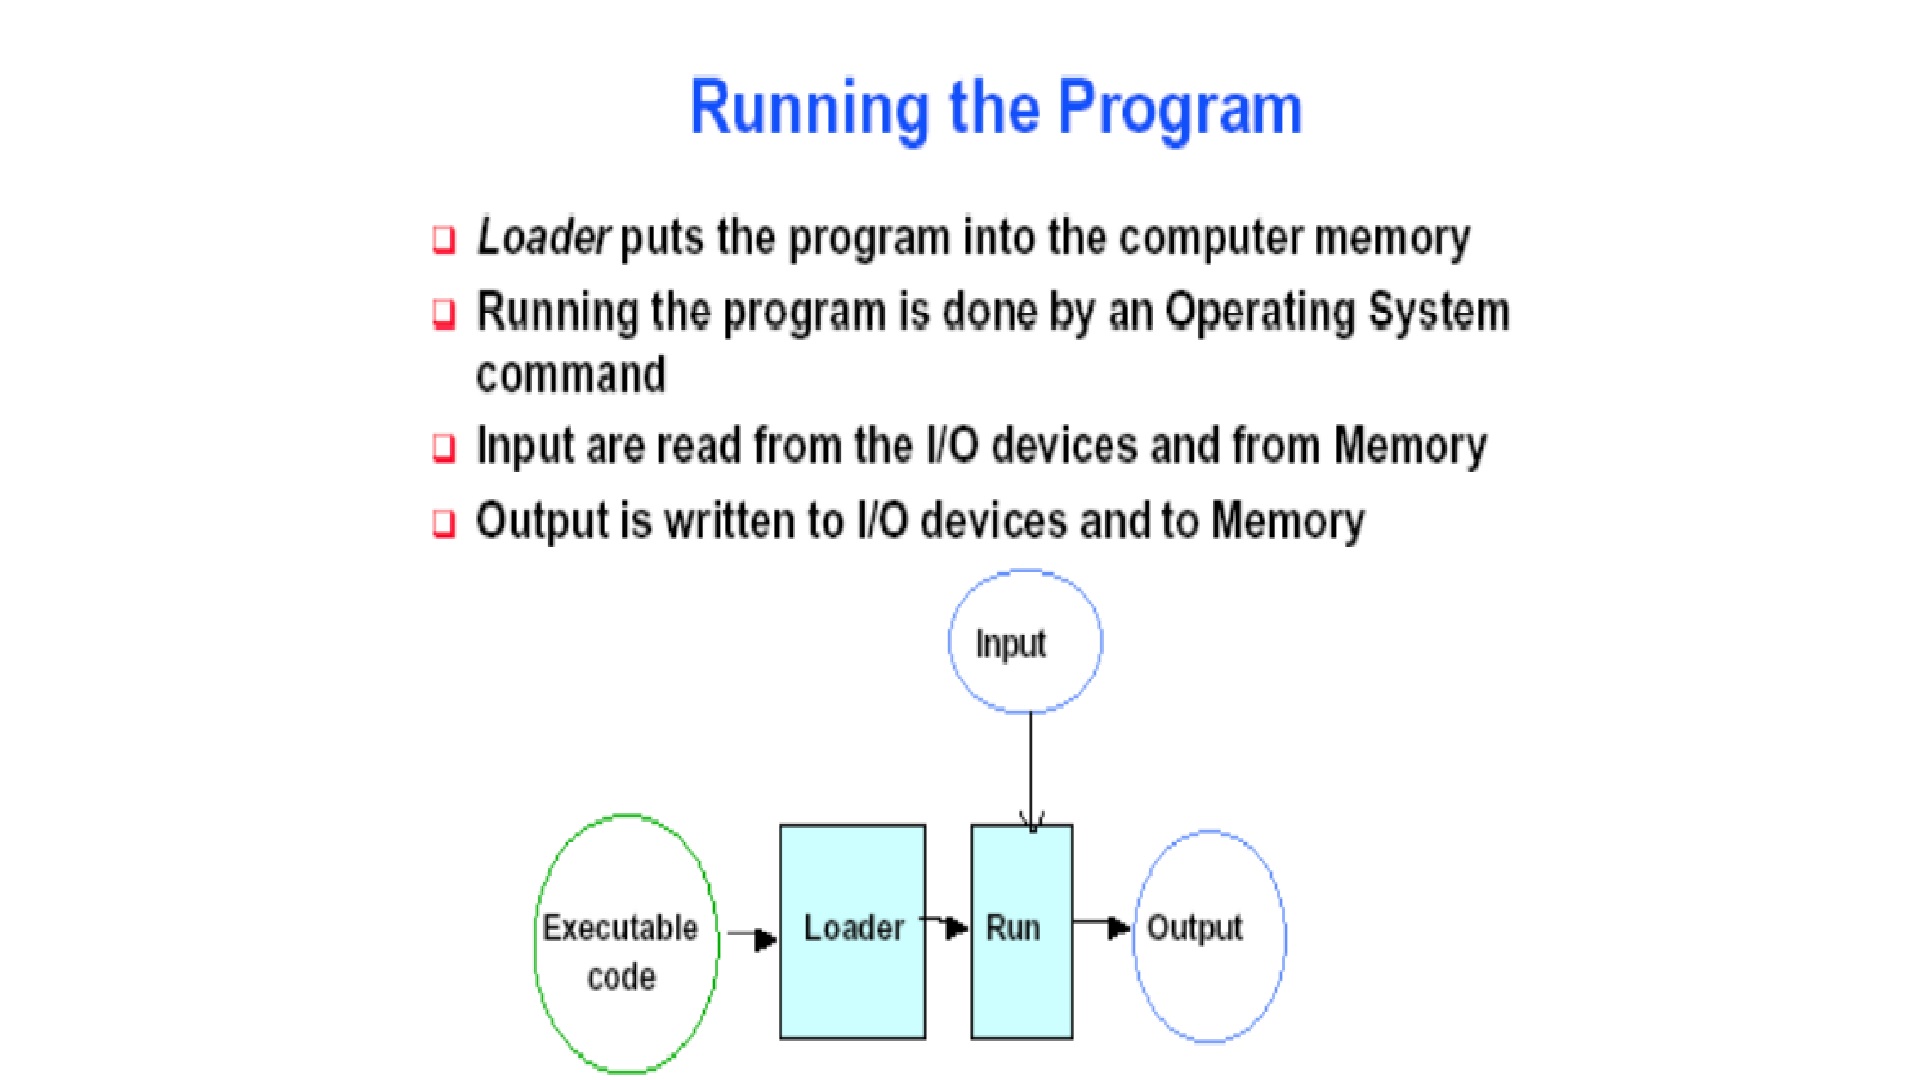 Running the Program
Loader puts the program into the computer memory
Running the program is done by an Operating System
command
Input are read from the I/O devices and from Memory
Output is written to I/O devices and to Memory
Input
Executable
code
Loader
Run
Output